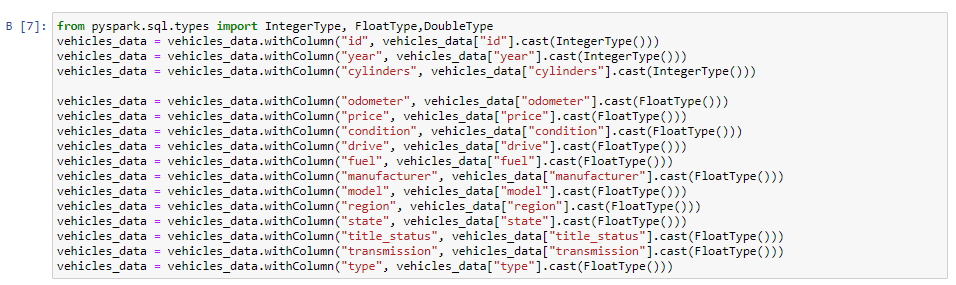 В [7]: from pyspark.sql.types import IntegerType, FloatType,DoubleType
vehicles_data = vehicles_data.withColumn("id", vehicles_data["id"].cast(IntegerType()))
vehicles_data = vehicles_data.withColumn("year", vehicles_data["year"].cast(IntegerType()))
vehicles_data = vehicles_data.withColumn("cylinders", vehicles_data["cylinders"].cast(IntegerType()))

vehicles_data = vehicles_data.withColumn("odometer", vehicles_data["odometer"].cast(FloatType()))
vehicles_data = vehicles_data.withColumn("price", vehicles_data["price"].cast(FloatType()))
vehicles_data = vehicles_data.withColumn("condition", vehicles_data["condition"].cast(FloatType()))
vehicles_data = vehicles_data.withColumn("drive", vehicles_data["drive"].cast(FloatType()))
vehicles_data = vehicles_data.withColumn("fuel", vehicles_data["fuel"].cast(FloatType()))
vehicles_data = vehicles_data.withColumn("manufacturer", vehicles_data["manufacturer"].cast(FloatType()))
vehicles_data = vehicles_data.withColumn("model", vehicles_data["model"].cast(FloatType()))
vehicles_data = vehicles_data.withColumn("region", vehicles_data["region"].cast(FloatType()))
vehicles_data = vehicles_data.withColumn("state", vehicles_data["state"].cast(FloatType()))
vehicles_data = vehicles_data.withColumn("title_status", vehicles_data["title_status"].cast(FloatType()))
vehicles_data = vehicles_data.withColumn("transmission", vehicles_data["transmission"].cast(FloatType()))
vehicles_data = vehicles_data.withColumn("type", vehicles_data["type"].cast(FloatType()))